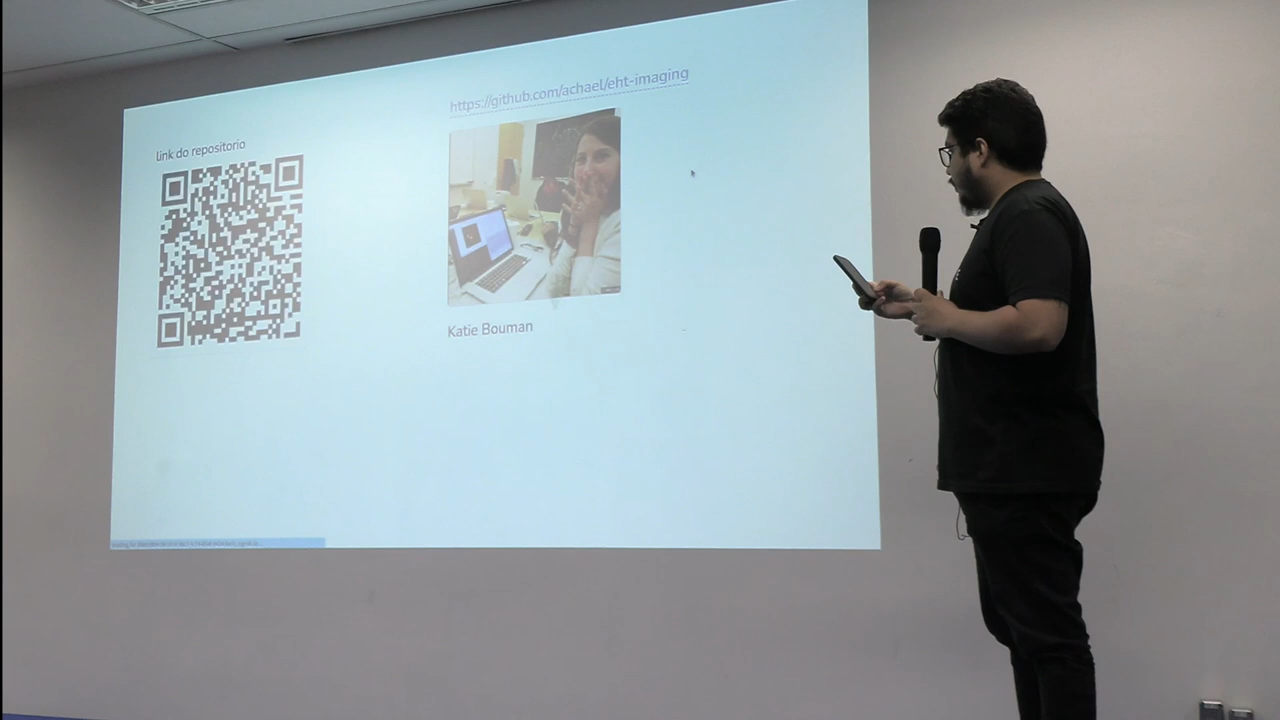 https://github.com/achael/eht-imaging
link do repositorio
Katie Bouman